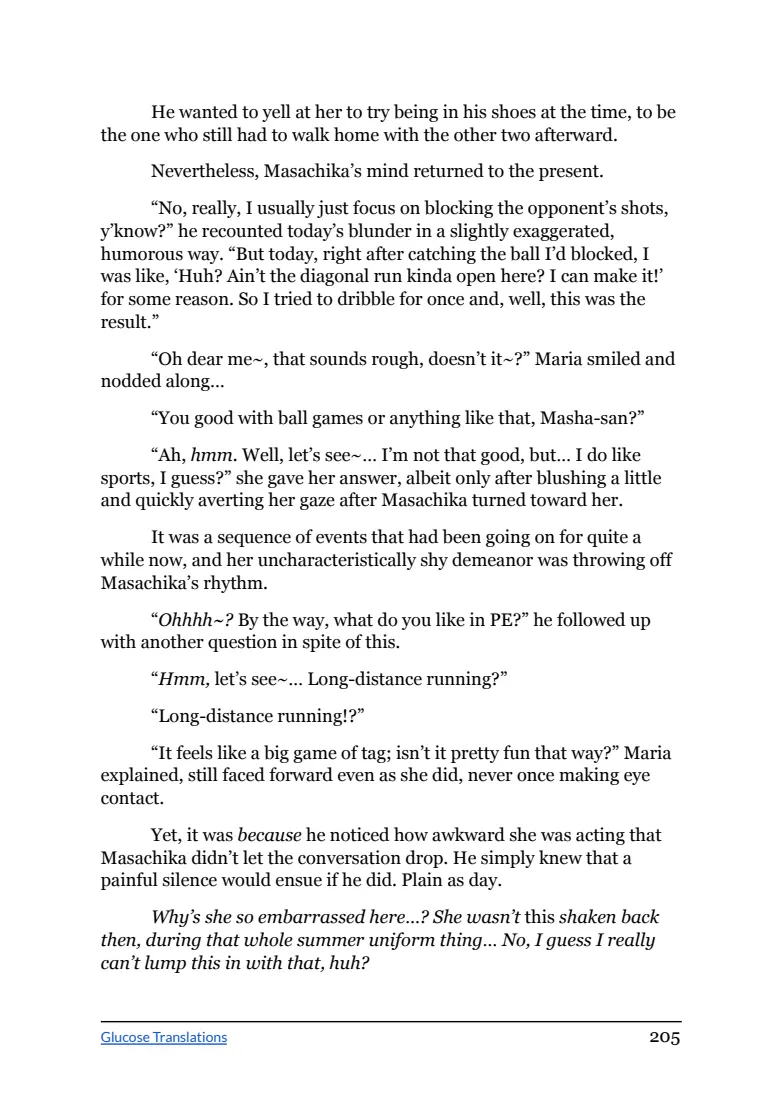 He wanted to yell at her to try being in his shoes at the time, to be
the one who still had to walk home with the other two afterward.
Nevertheless, Masachika’s mind returned to the present.
“No, really, I usually just focus on blocking the opponent’s shots,
y’know?” he recounted today’s blunder in a slightly exaggerated,
humorous way. “But today, right after catching the ball I’d blocked, I
was like, ‘Huh? Ain’t the diagonal run kinda open here? I can make it!’
for some reason. So I tried to dribble for once and, well, this was the
result.”
“Oh dear me~, that sounds rough, doesn’t it~?” Maria smiled and
nodded along…
“You good with ball games or anything like that, Masha-san?”
“Ah, hmm. Well, let’s see~… I’m not that good, but… I do like
sports, I guess?” she gave her answer, albeit only after blushing a little
and quickly averting her gaze after Masachika turned toward her.
It was a sequence of events that had been going on for quite a
while now, and her uncharacteristically shy demeanor was throwing off
Masachika’s rhythm.
“Ohhhh~? By the way, what do you like in PE?” he followed up
with another question in spite of this.
“Hmm, let’s see~… Long-distance running?”
“Long-distance running!?”
“It feels like a big game of tag; isn’t it pretty fun that way?” Maria
explained, still faced forward even as she did, never once making eye
contact.
Yet, it was because he noticed how awkward she was acting that
Masachika didn’t let the conversation drop. He simply knew that a
painful silence would ensue if he did. Plain as day.
Why’s she so embarrassed here…? She wasn’t this shaken back
then, during that whole summer uniform thing… No, I guess I really
can’t lump this in with that, huh?
Glucose Translations
205